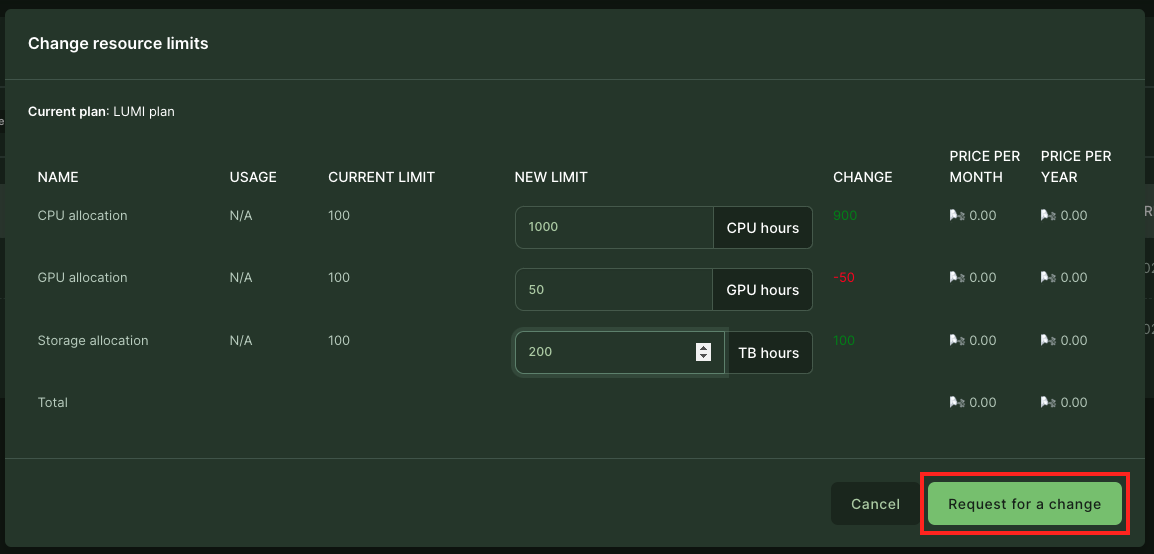 Change resource limits
Current plan: LUMI plan
NAME USAGE CURRENT LIMIT NEW LIMIT CHANGE PRICE PER MONTH PRICE PER YEAR
CPU allocation N/A 100 1000 CPU hours 900 0.00 0.00
GPU allocation N/A 100 50 GPU hours -50 0.00 0.00
Storage allocation N/A 100 200 TB hours 100 0.00 0.00
Total 0.00 0.00
Cancel Request for a change